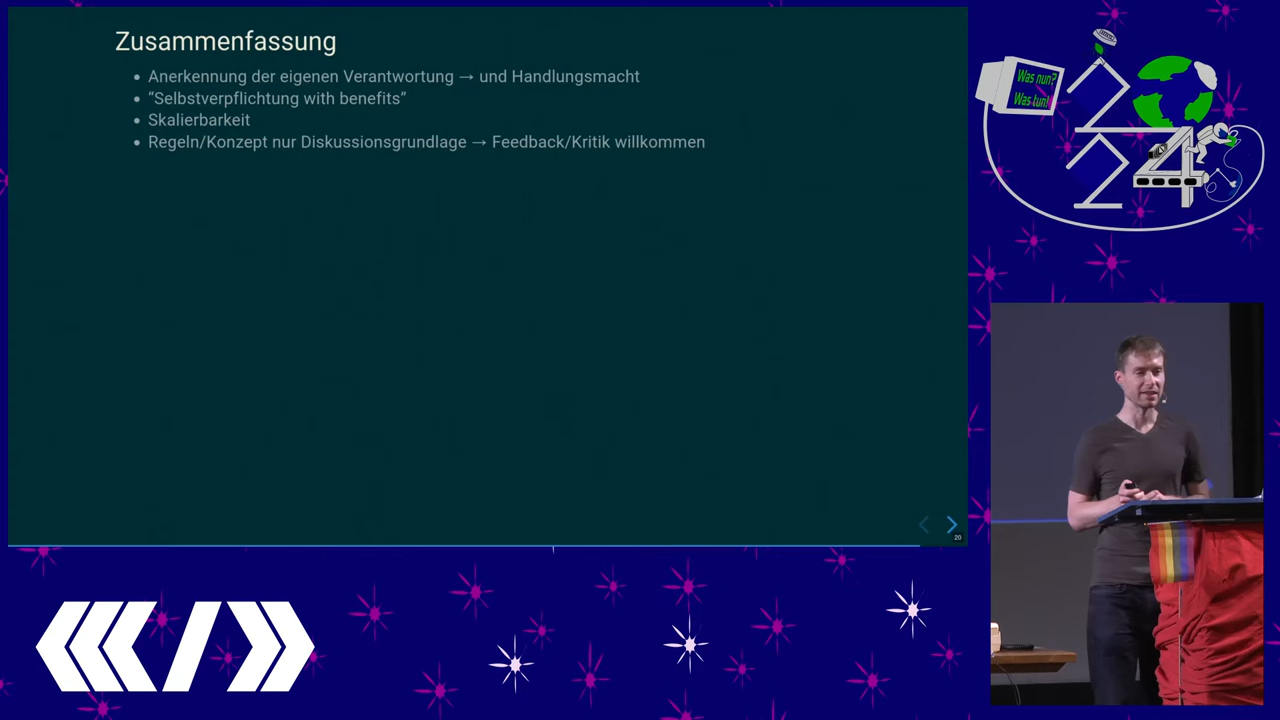 Zusammenfassung
Anerkennung der eigenen Verantwortung → und Handlungsmacht
“Selbstverpflichtung with benefits”
Skalierbarkeit
Regeln/Konzept nur Diskussionsgrundlage → Feedback/Kritik willkommen
20
Was nun?
Was tun!